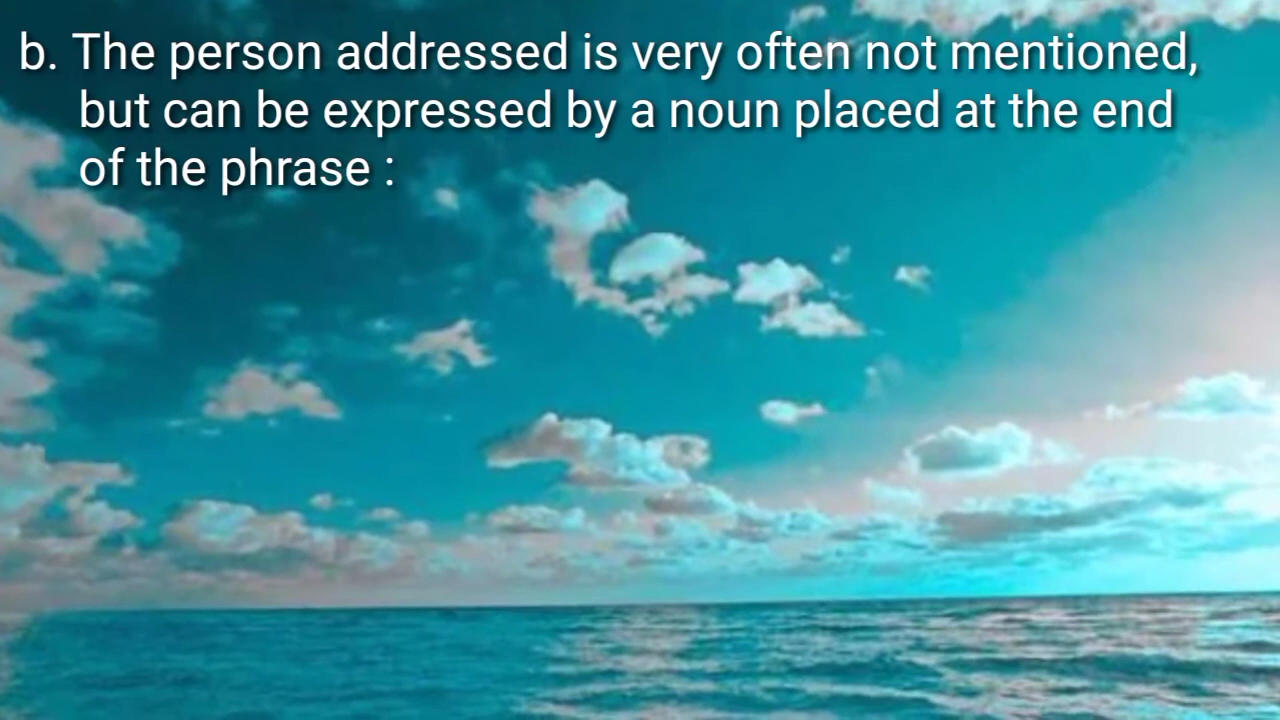 b. The person addressed is very often not mentioned,
but can be expressed by a noun placed at the end
of the phrase :